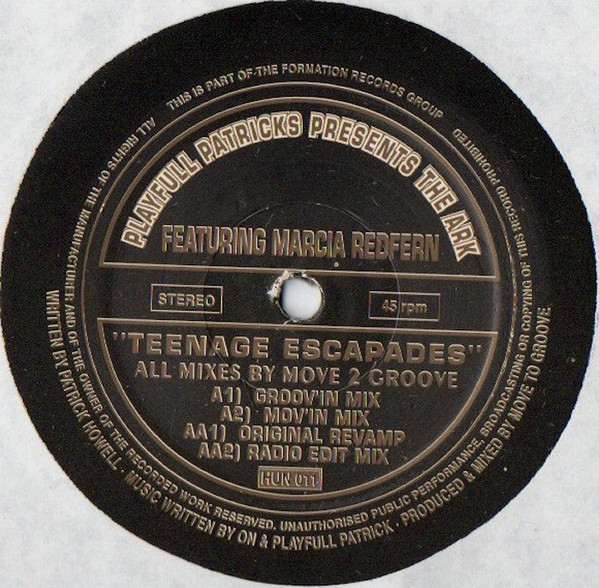 PLAYFULL PATRICKS PRESENTS THE ARK
FEATURING MARCIA REDFERN
STEREO
45 rpm
"TEENAGE ESCAPADES"
ALL MIXES BY MOVE 2 GROOVE
A1) GROOV'IN MIX
A2) MOV'IN MIX
AA1) ORIGINAL REVAMP
AA2) RADIO EDIT MIX
HUN 011
THIS IS PART OF THE FORMATION RECORDS GROUP
ALL RIGHTS OF THE MANUFACTURER AND OF THE OWNER OF THE RECORDED WORK RESERVED. UNAUTHORISED PUBLIC PERFORMANCE, BROADCASTING OR COPYING OF THIS RECORD PROHIBITED
WRITTEN BY PATRICK HOWELL · MUSIC WRITTEN BY ON & PLAYFULL PATRICK · PRODUCED & MIXED BY MOVE TO GROOVE